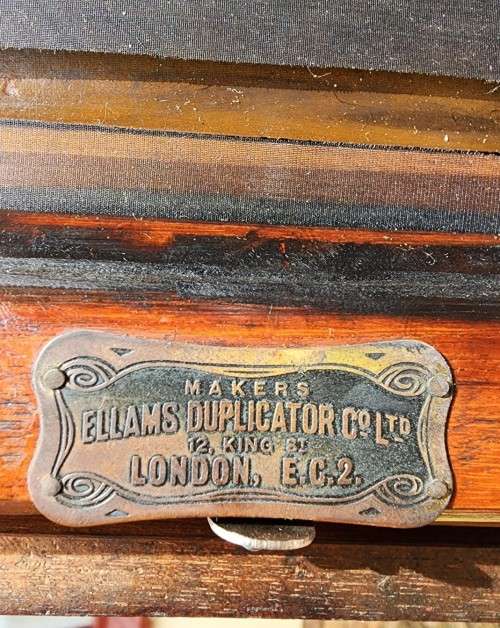 MAKERS
ELLAMS DUPLICATOR CO LTD
12, KING ST
LONDON, E.C.2.